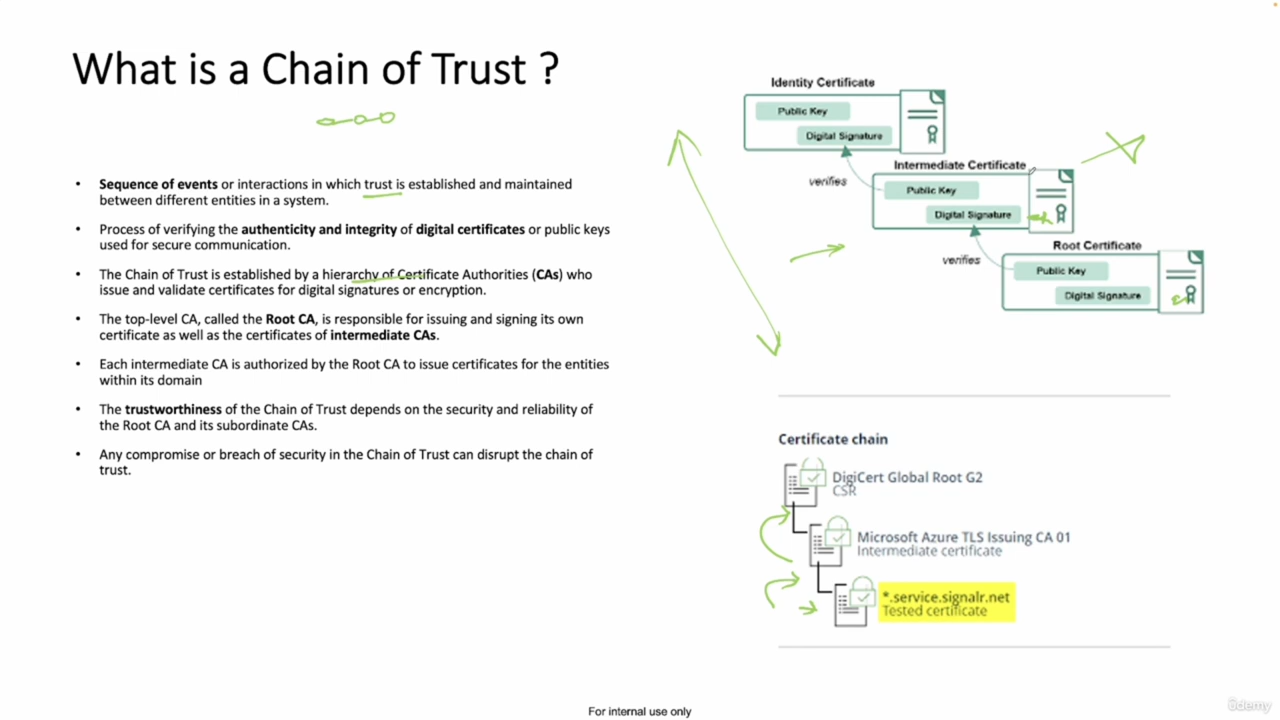 What is a Chain of Trust ?
• Sequence of events or interactions in which trust is established and maintained
between different entities in a system.
• Process of verifying the authenticity and integrity of digital certificates or public keys
used for secure communication.
• The Chain of Trust is established by a hierarchy of Certificate Authorities (CAs) who
issue and validate certificates for digital signatures or encryption.
• The top-level CA, called the Root CA, is responsible for issuing and signing its own
certificate as well as the certificates of intermediate CAs.
• Each intermediate CA is authorized by the Root CA to issue certificates for the entities
within its domain
• The trustworthiness of the Chain of Trust depends on the security and reliability of
the Root CA and its subordinate CAs.
• Any compromise or breach of security in the Chain of Trust can disrupt the chain of
trust.
Identity Certificate
Public Key
Digital Signature
verifies
Intermediate Certificate
Public Key
Digital Signature
verifies
Root Certificate
Public Key
Digital Signature
Certificate chain
DigiCert Global Root G2
CSR
Microsoft Azure TLS Issuing CA 01
Intermediate certificate
*.service.signalr.net
Tested certificate
For internal use only
ûdemy